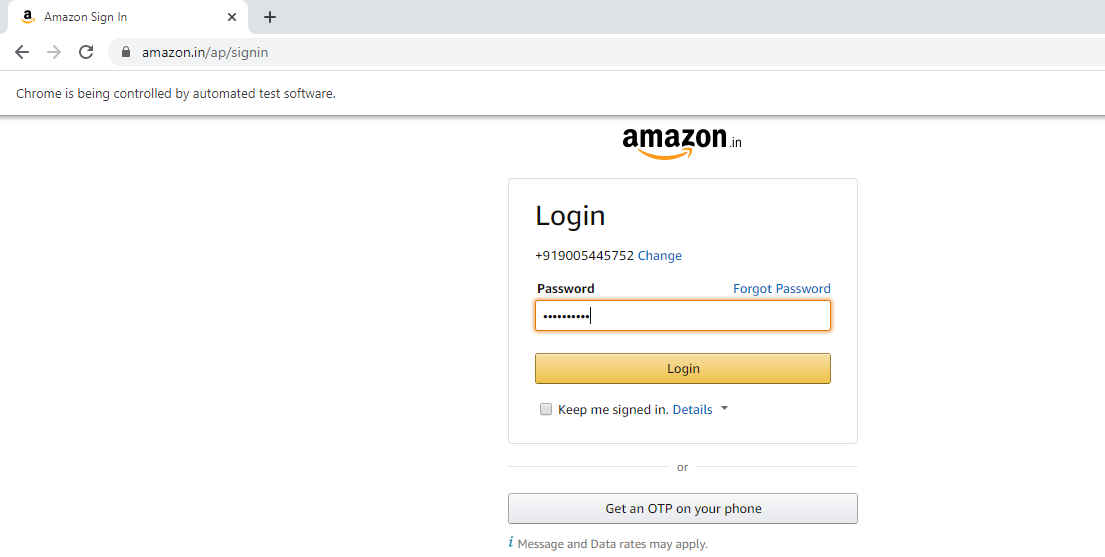 Amazon Sign In
amazon.in/ap/signin
Chrome is being controlled by automated test software.
amazon.in
Login
+919005445752 Change
Password Forgot Password
••••••••••
Login
Keep me signed in. Details
or
Get an OTP on your phone
i Message and Data rates may apply.